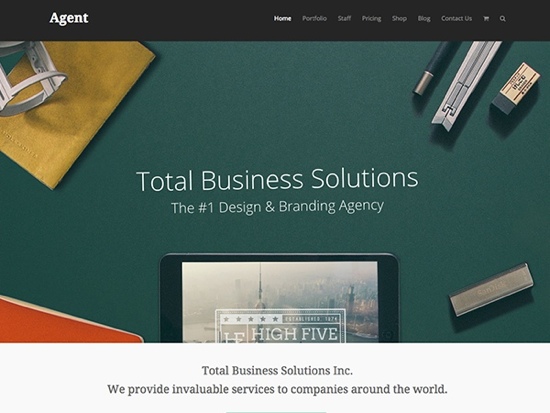 Agent
Home Portfolio Staff Pricing Shop Blog Contact Us
Total Business Solutions
The #1 Design & Branding Agency
ESTABLISHED 1874
HF HIGH FIVE
Total Business Solutions Inc.
We provide invaluable services to companies around the world.